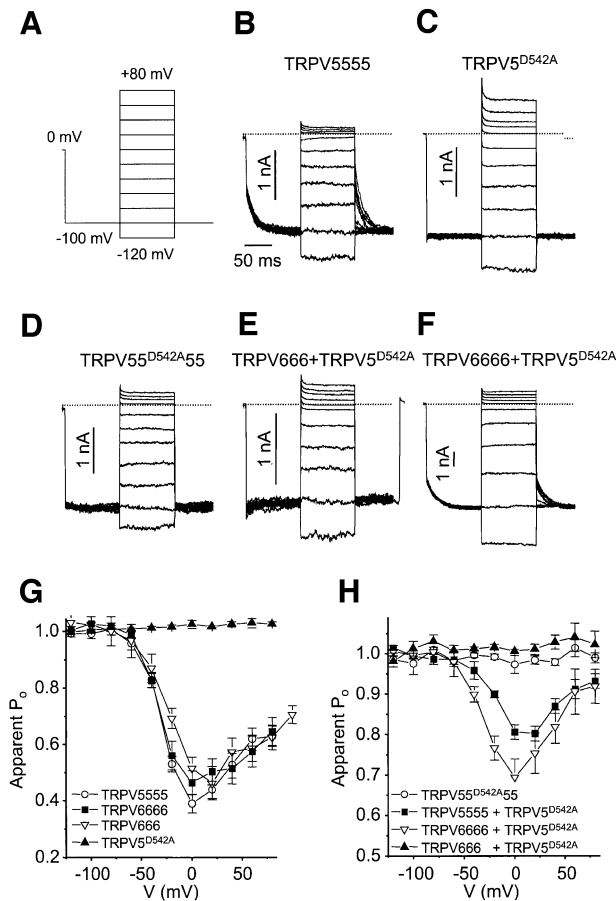 A
+80 mV
0 mV
-100 mV
-120 mV
B
TRPV5555
1 nA
50 ms
C
TRPV5D542A
1 nA
D
TRPV55D542A55
1 nA
E
TRPV666+TRPV5D542A
1 nA
F
TRPV6666+TRPV5D542A
1 nA
G
Apparent Po
1.0
0.8
0.6
0.4
0.2
TRPV5555
TRPV6666
TRPV666
TRPV5D542A
-100 -50 0 50
V (mV)
H
Apparent Po
1.0
0.9
0.8
0.7
0.6
0.5
TRPV55D542A55
TRPV5555 + TRPV5D542A
TRPV6666 + TRPV5D542A
TRPV666 + TRPV5D542A
-100 -50 0 50
V (mV)